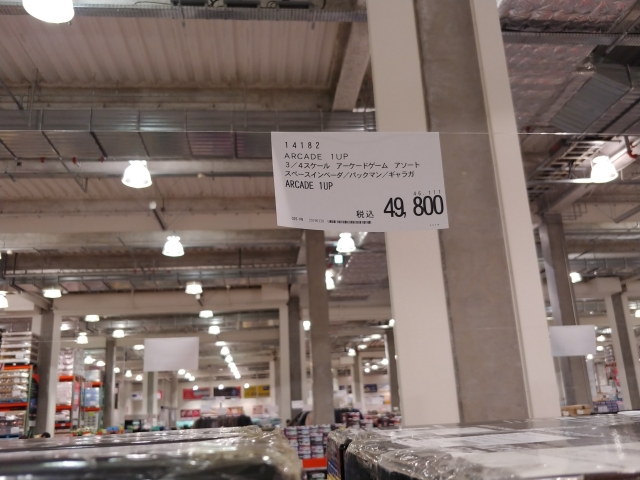 14182
ARCADE 1UP
3／4スケール アーケードゲーム アソート
スペースインベーダ／パックマン／ギャラガ
ARCADE 1UP
税込 49,800